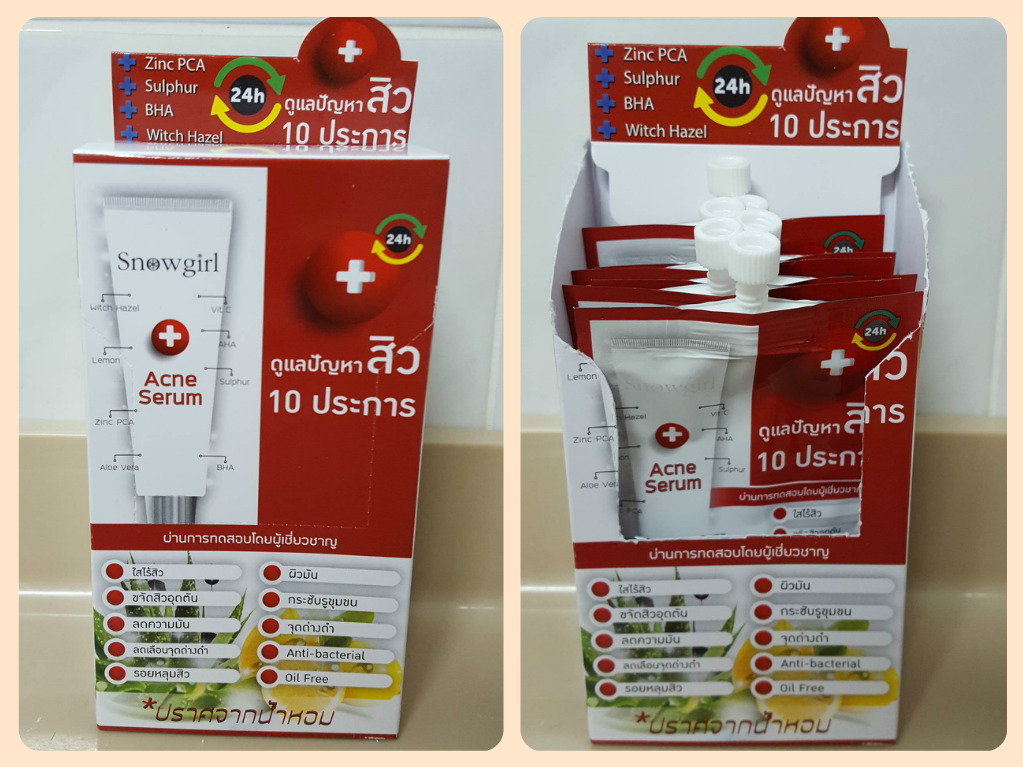 Zinc PCA
Sulphur
BHA
Witch Hazel
24h
ดูแลปัญหา สิว
10 ประการ
24h
Snowgirl
Witch Hazel
Vit C
Lemon
AHA
Acne
Serum
Sulphur
Zinc PCA
Aloe Vera
BHA
ดูแลปัญหา สิว
10 ประการ
ผ่านการทดสอบโดยผู้เชี่ยวชาญ
ใสไร้สิว
ผิวมัน
ขจัดสิวอุดตัน
กระชับรูขุมขน
ลดความมัน
จุดด่างดำ
ลดเลือนจุดด่างดำ
Anti-bacterial
รอยหลุมสิว
Oil Free
*ปราศจากน้ำหอม
Zinc PCA
Sulphur
BHA
Witch Hazel
24h
ดูแลปัญหา สิว
10 ประการ
24h
24h
Lemon
Snowgirl
Hazel
Vit C
Zinc PCA
AHA
Aloe Vera
Acne
Serum
Sulphur
PCA
ดูแลปัญหา สิ
10 ประกา
าร
ผ่านการทดสอบโดยผู้เชี่ยวชาญ
ใสไร้สิว
ผ่านการทดสอบโดยผู้เชี่ยวชาญ
ใสไร้สิว
ผิวมัน
ขจัดสิวอุดตัน
กระชับรูขุมขน
ลดความมัน
จุดด่างดำ
ลดเลือนจุดด่างดำ
Anti-bacterial
รอยหลุมสิว
Oil Free
*ปราศจากน้ำหอม